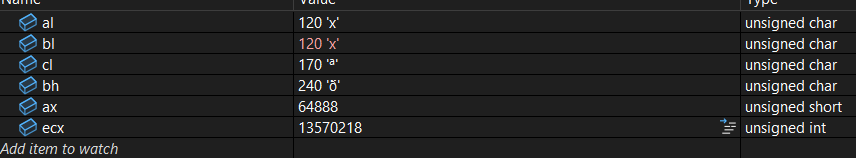 Name Value Type
al 120 'x' unsigned char
bl 120 'x' unsigned char
cl 170 'ª' unsigned char
bh 240 'ð' unsigned char
ax 64888 unsigned short
ecx 13570218 unsigned int
Add item to watch